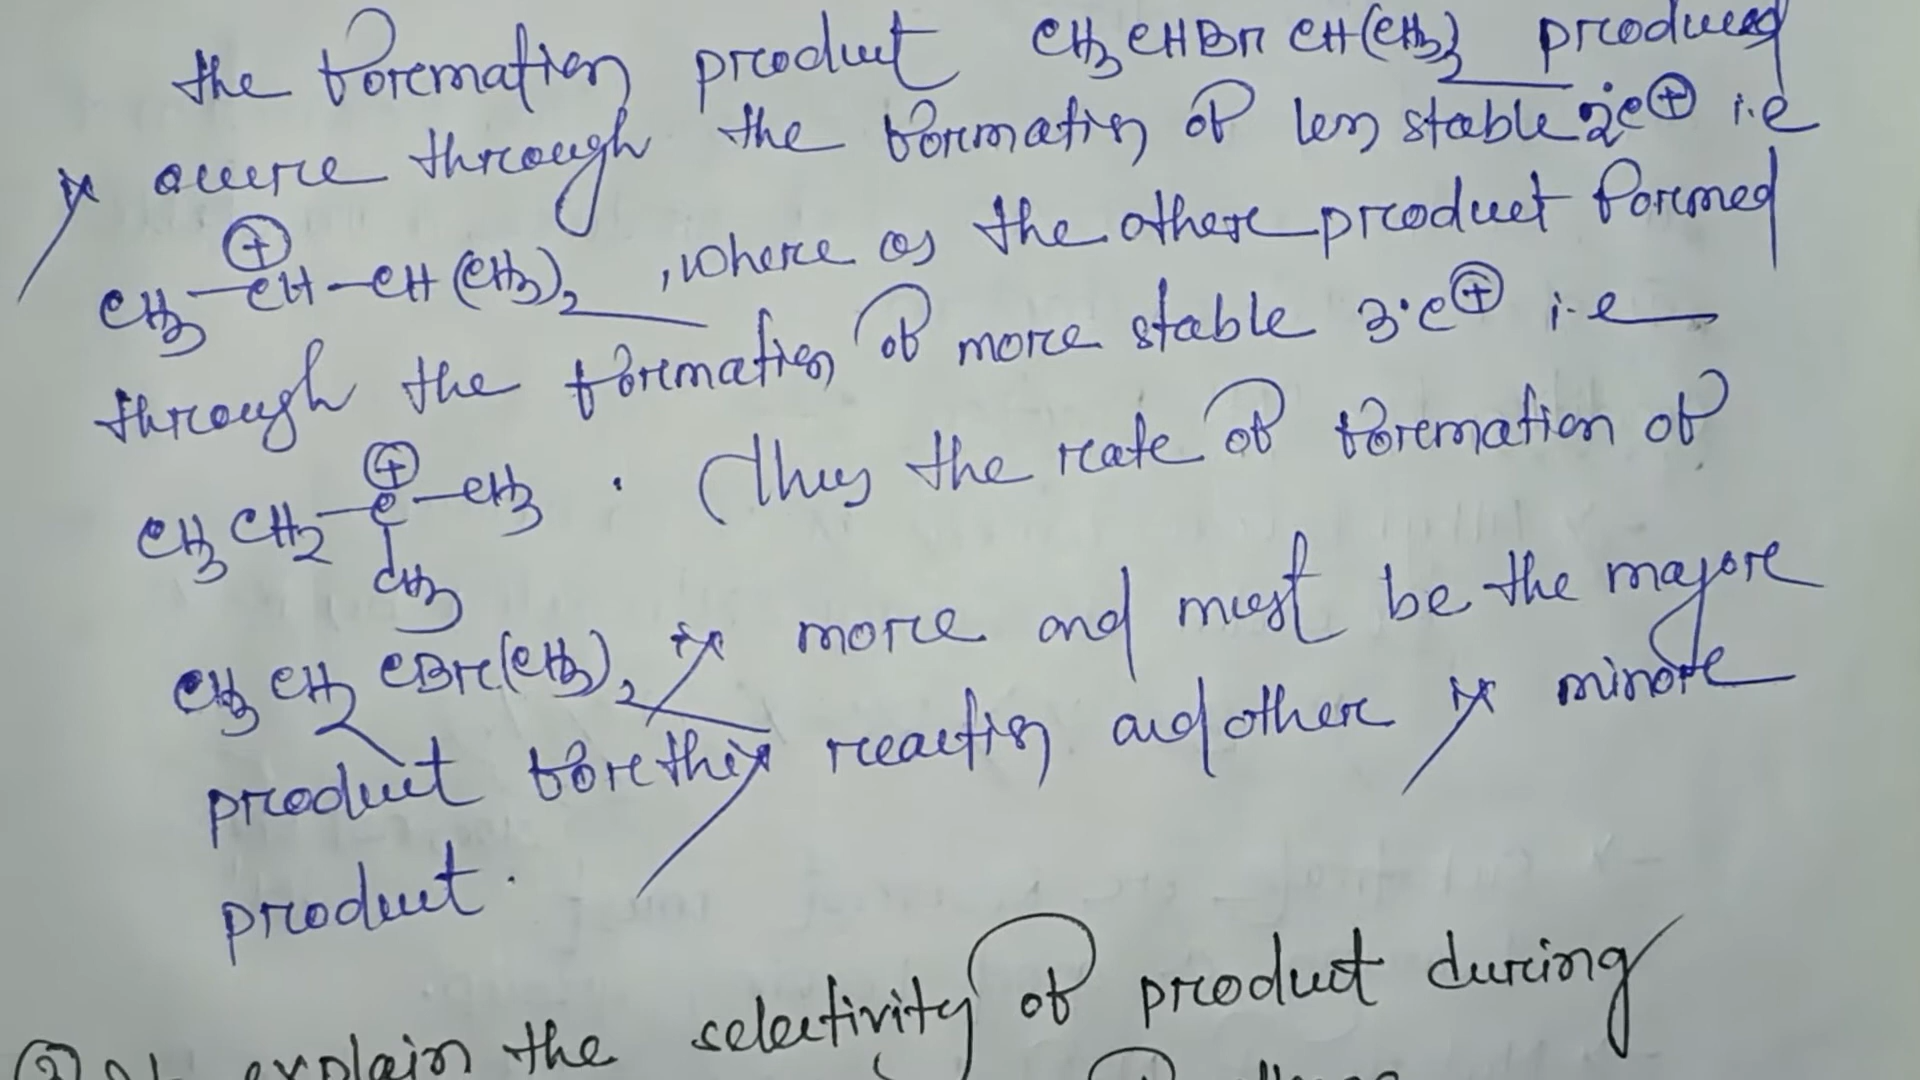 the formation product CH₃CHBrCH(CH₃)₂ produced
is occure through the formation of less stable 2°C⊕ i.e
CH₃–C⊕H–CH(CH₃)₂, where as the other product formed
through the formation of more stable 3°C⊕ i.e
CH₃CH₂–C⊕–CH₃ . Thus the rate of formation of
CH₃
CH₃CH₂CBr(CH₃)₂ is more and must be the major
product for this reaction and other is minor
product.
explain the selectivity of product during